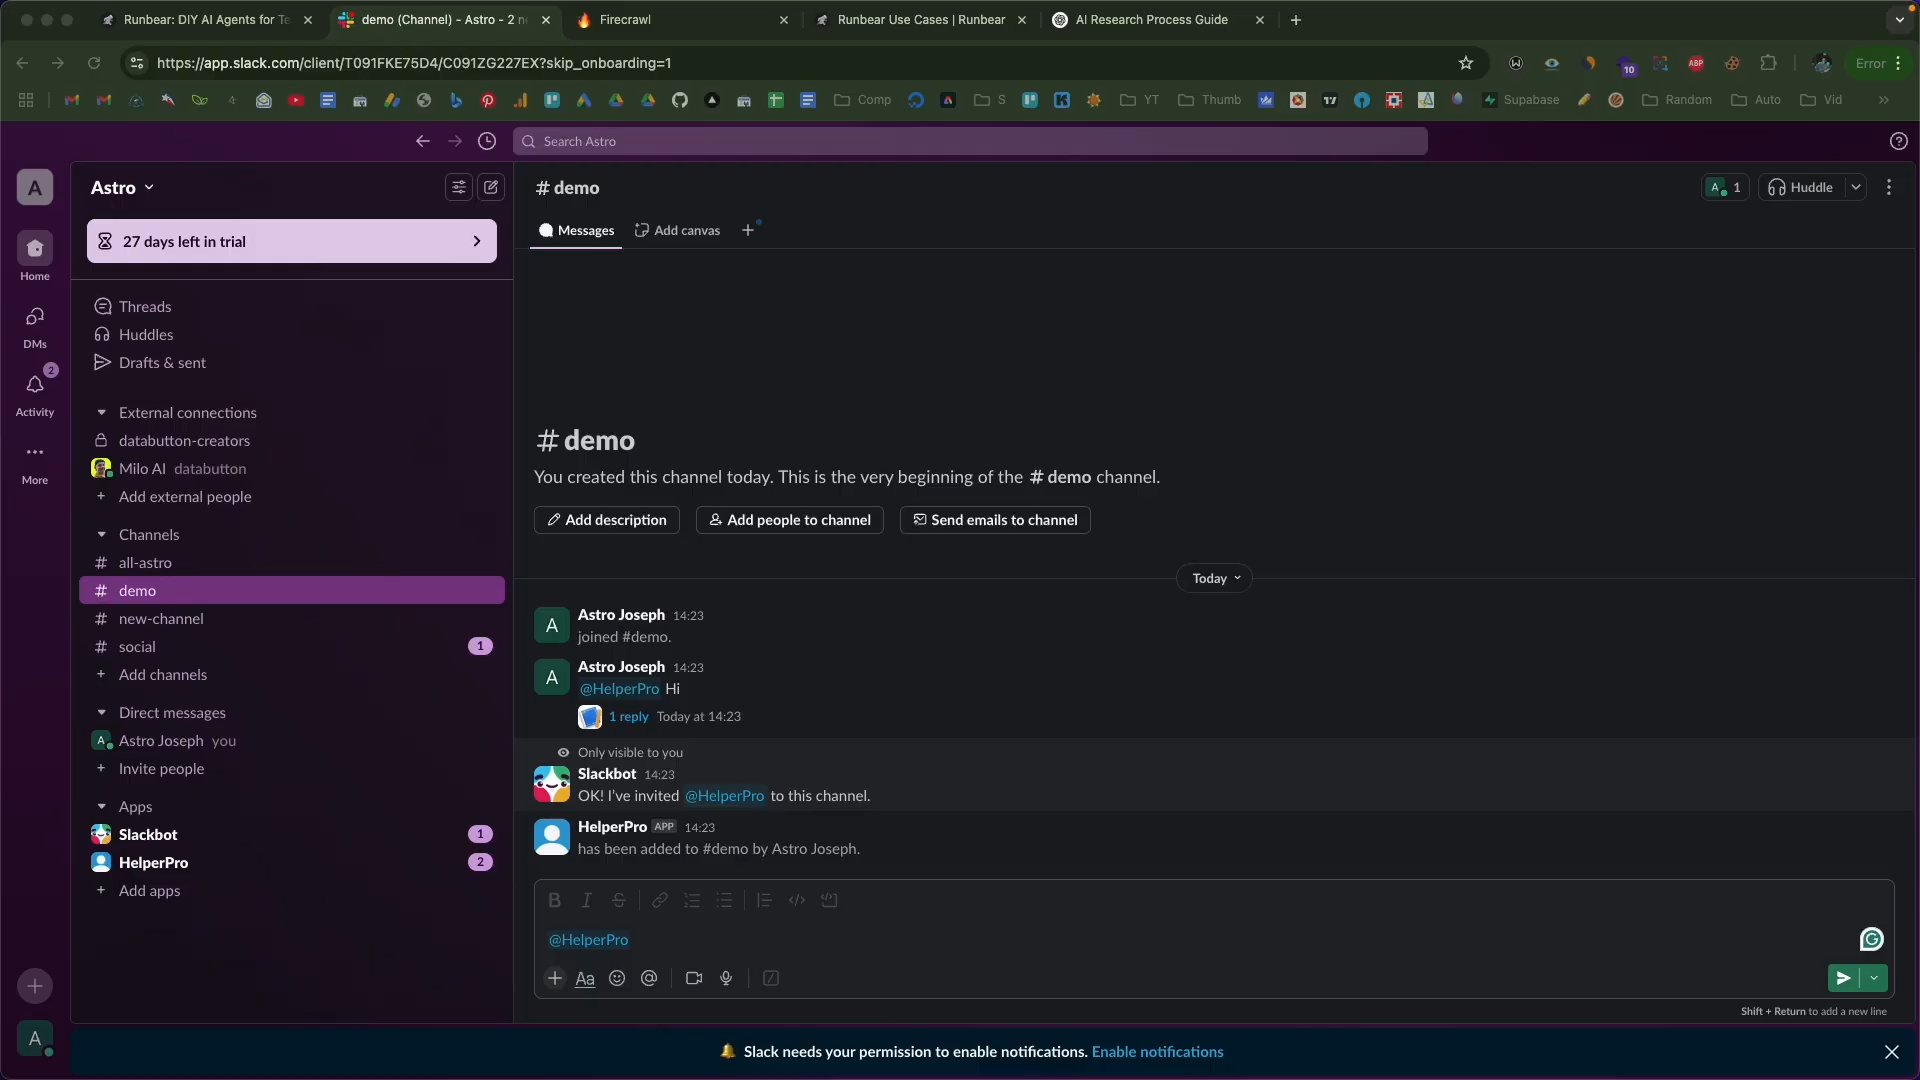 Runbear: DIY AI Agents for Te
demo (Channel) - Astro - 2 n
Firecrawl
Runbear Use Cases | Runbear
AI Research Process Guide
https://app.slack.com/client/T091FKE75D4/C091ZG227EX?skip_onboarding=1
10
ABP
Error
Comp
S
YT
Thumb
Supabase
Random
Auto
Vid
Search Astro
A
Astro
# demo
A 1
Huddle
27 days left in trial
Messages
Add canvas
Home
Threads
Huddles
Drafts & sent
DMs
2
Activity
More
External connections
databutton-creators
Milo AI databutton
Add external people
Channels
# all-astro
# demo
# new-channel
# social 1
Add channels
Direct messages
A Astro Joseph you
Invite people
Apps
Slackbot 1
HelperPro 2
Add apps
A
# demo
You created this channel today. This is the very beginning of the # demo channel.
Add description
Add people to channel
Send emails to channel
Today
A
Astro Joseph 14:23
joined #demo.
A
Astro Joseph 14:23
@HelperPro Hi
1 reply Today at 14:23
Only visible to you
Slackbot 14:23
OK! I've invited @HelperPro to this channel.
HelperPro APP 14:23
has been added to #demo by Astro Joseph.
B I S
@HelperPro
Aa
Shift + Return to add a new line
Slack needs your permission to enable notifications. Enable notifications